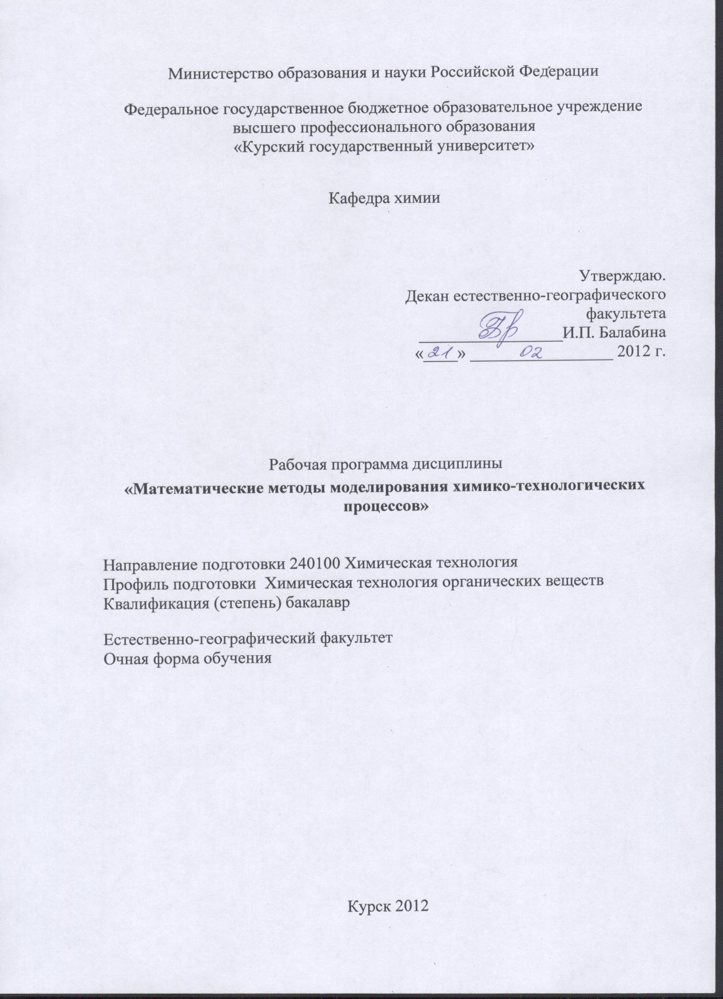 Министерство образования и науки Российской Федерации
Федеральное государственное бюджетное образовательное учреждение
высшего профессионального образования
«Курский государственный университет»
Кафедра химии
Утверждаю.
Декан естественно-географического
факультета
И.П. Балабина
«21» 02 2012 г.
Рабочая программа дисциплины
«Математические методы моделирования химико-технологических
процессов»
Направление подготовки 240100 Химическая технология
Профиль подготовки Химическая технология органических веществ
Квалификация (степень) бакалавр
Естественно-географический факультет
Очная форма обучения
Курск 2012